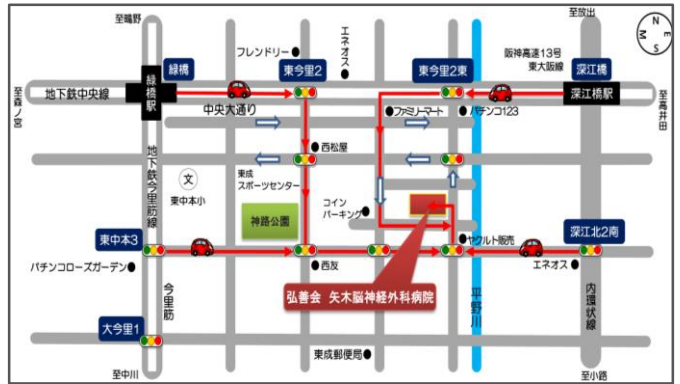 至鴫野
至放出
N
E
S
M
エネオス
フレンドリー
阪神高速13号
東大阪線
緑橋
東今里2
東今里2東
深江橋
至森ノ宮
地下鉄中央線
緑橋駅
深江橋駅
至高井田
中央大通り
ファミリーマート
パチンコ123
西松屋
地下鉄今里筋線
文
東中本小
東成
スポーツセンター
神路公園
コイン
パーキング
東中本3
深江北2南
ヤクルト販売
パチンコローズガーデン
西友
エネオス
弘善会 矢木脳神経外科病院
今里筋
平野川
内環状線
大今里1
東成郵便局
至中川
至小路